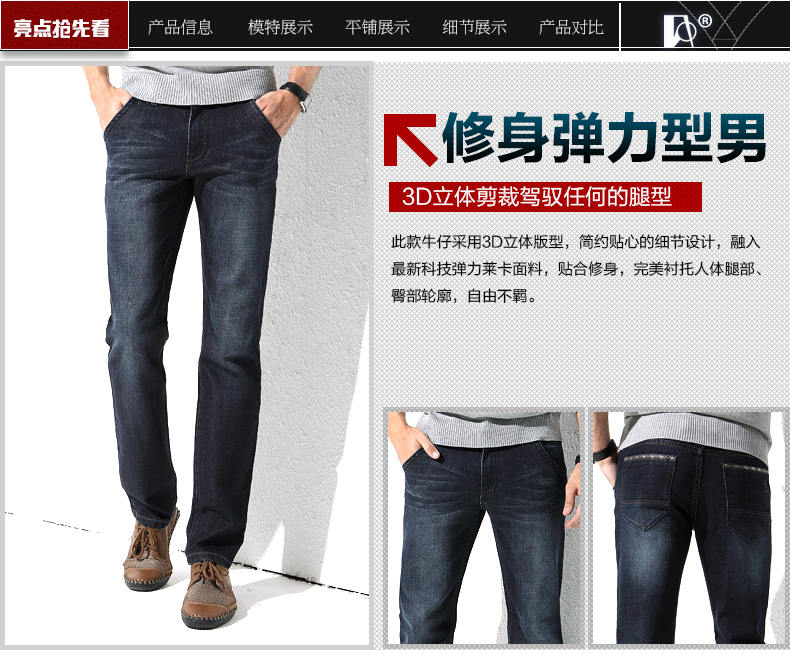 亮点抢先看
产品信息
模特展示
平铺展示
细节展示
产品对比
®
修身弹力型男
3D立体剪裁驾驭任何的腿型
此款牛仔采用3D立体版型，简约贴心的细节设计，融入
最新科技弹力莱卡面料，贴合修身，完美衬托人体腿部、
臀部轮廓，自由不羁。